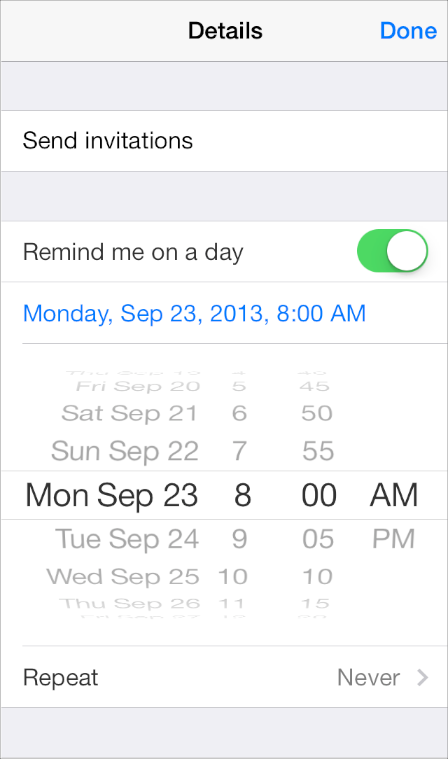 Details Done
Send invitations
Remind me on a day
Monday, Sep 23, 2013, 8:00 AM
Fri Sep 20 5 45
Sat Sep 21 6 50
Sun Sep 22 7 55
Mon Sep 23 8 00 AM
Tue Sep 24 9 05 PM
Wed Sep 25 10 10
Thu Sep 26 11 15
Repeat Never